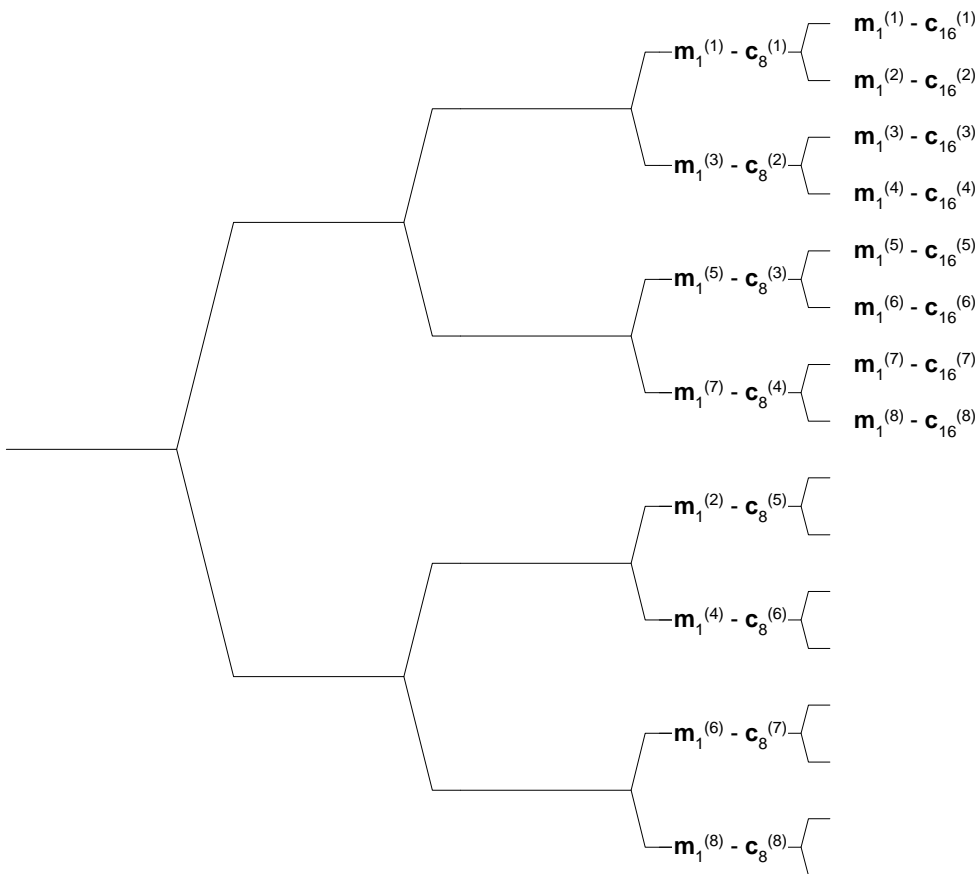 m₁⁽¹⁾ - c₁₆⁽¹⁾
m₁⁽¹⁾ - c₈⁽¹⁾
m₁⁽²⁾ - c₁₆⁽²⁾
m₁⁽³⁾ - c₁₆⁽³⁾
m₁⁽³⁾ - c₈⁽²⁾
m₁⁽⁴⁾ - c₁₆⁽⁴⁾
m₁⁽⁵⁾ - c₁₆⁽⁵⁾
m₁⁽⁵⁾ - c₈⁽³⁾
m₁⁽⁶⁾ - c₁₆⁽⁶⁾
m₁⁽⁷⁾ - c₁₆⁽⁷⁾
m₁⁽⁷⁾ - c₈⁽⁴⁾
m₁⁽⁸⁾ - c₁₆⁽⁸⁾
m₁⁽²⁾ - c₈⁽⁵⁾
m₁⁽⁴⁾ - c₈⁽⁶⁾
m₁⁽⁶⁾ - c₈⁽⁷⁾
m₁⁽⁸⁾ - c₈⁽⁸⁾